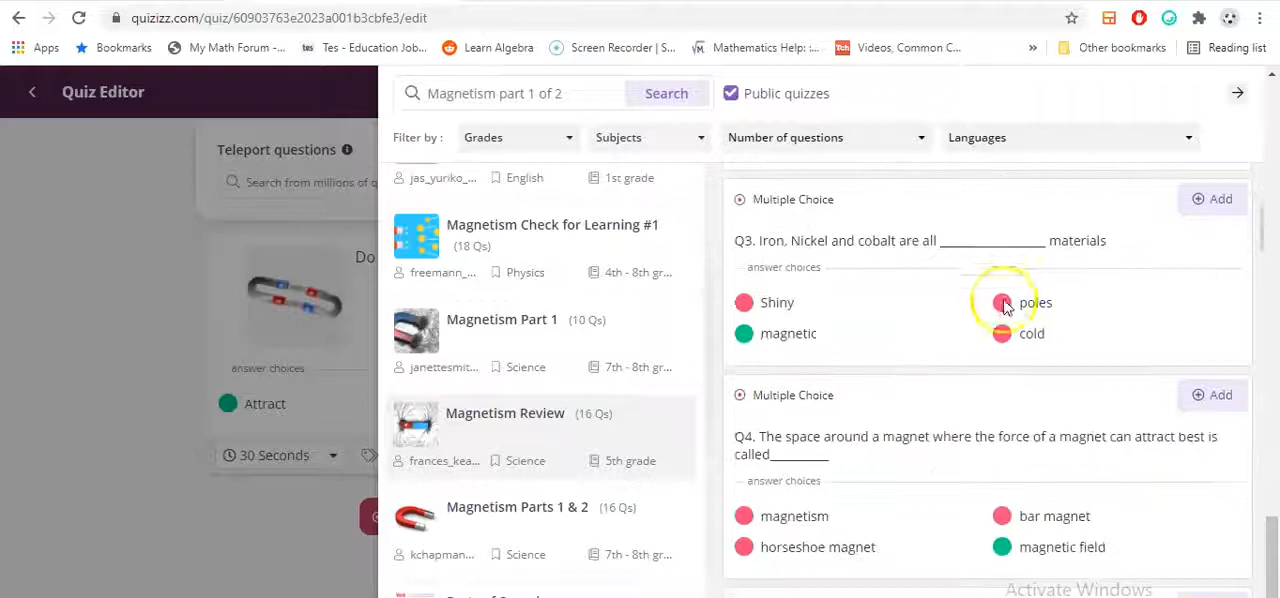 quizizz.com/quiz/60903763e2023a001b3cbfe3/edit
Apps Bookmarks My Math Forum -... tes Tes - Education Job... Learn Algebra Screen Recorder | S... Mathematics Help: :... Tch Videos, Common C... » Other bookmarks Reading list
Quiz Editor
Magnetism part 1 of 2 Search Public quizzes
Filter by : Grades Subjects Number of questions Languages
Teleport questions
Search from millions of q
Do
answer choices
Attract
30 Seconds
jas_yuriko_... English 1st grade
Magnetism Check for Learning #1
(18 Qs)
freemann_... Physics 4th - 8th gr...
Magnetism Part 1 (10 Qs)
janettesmit... Science 7th - 8th gr...
Magnetism Review (16 Qs)
frances_kea... Science 5th grade
Magnetism Parts 1 & 2 (16 Qs)
kchapman... Science 7th - 8th gr...
Multiple Choice Add
Q3. Iron, Nickel and cobalt are all ________________ materials
answer choices
Shiny poles
magnetic cold
Multiple Choice Add
Q4. The space around a magnet where the force of a magnet can attract best is
called_________
answer choices
magnetism bar magnet
horseshoe magnet magnetic field
Activate Windows